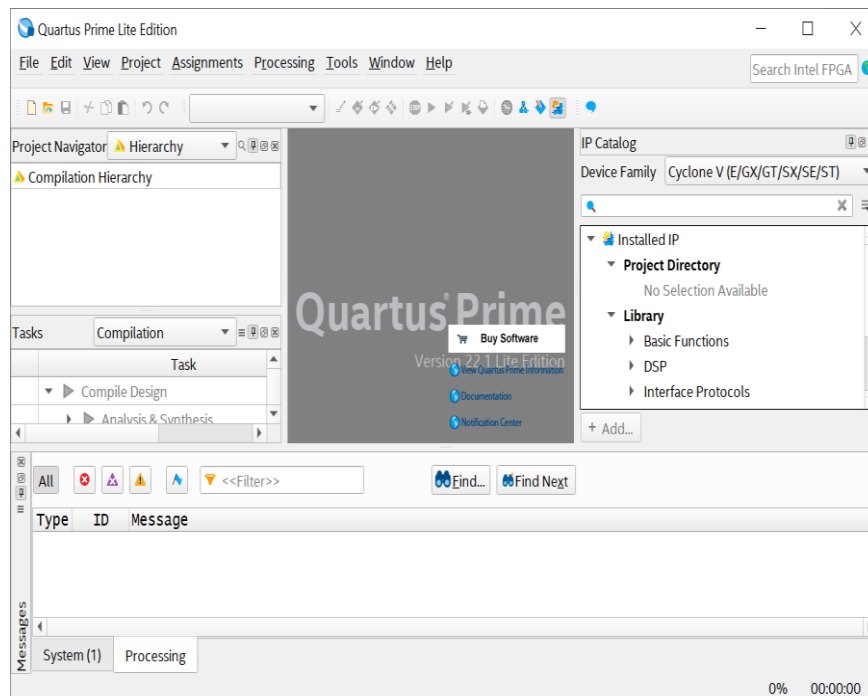 Quartus Prime Lite Edition
File Edit View Project Assignments Processing Tools Window Help
Search Intel FPGA
Project Navigator Hierarchy
Compilation Hierarchy
Tasks Compilation
Task
Compile Design
Analysis & Synthesis
Quartus Prime
Buy Software
Version 22.1 Lite Edition
View Quartus Prime Information
Documentation
Notification Center
IP Catalog
Device Family Cyclone V (E/GX/GT/SX/SE/ST)
Installed IP
Project Directory
No Selection Available
Library
Basic Functions
DSP
Interface Protocols
+ Add...
All <<Filter>> Find... Find Next
Type ID Message
Messages
System (1) Processing
0% 00:00:00